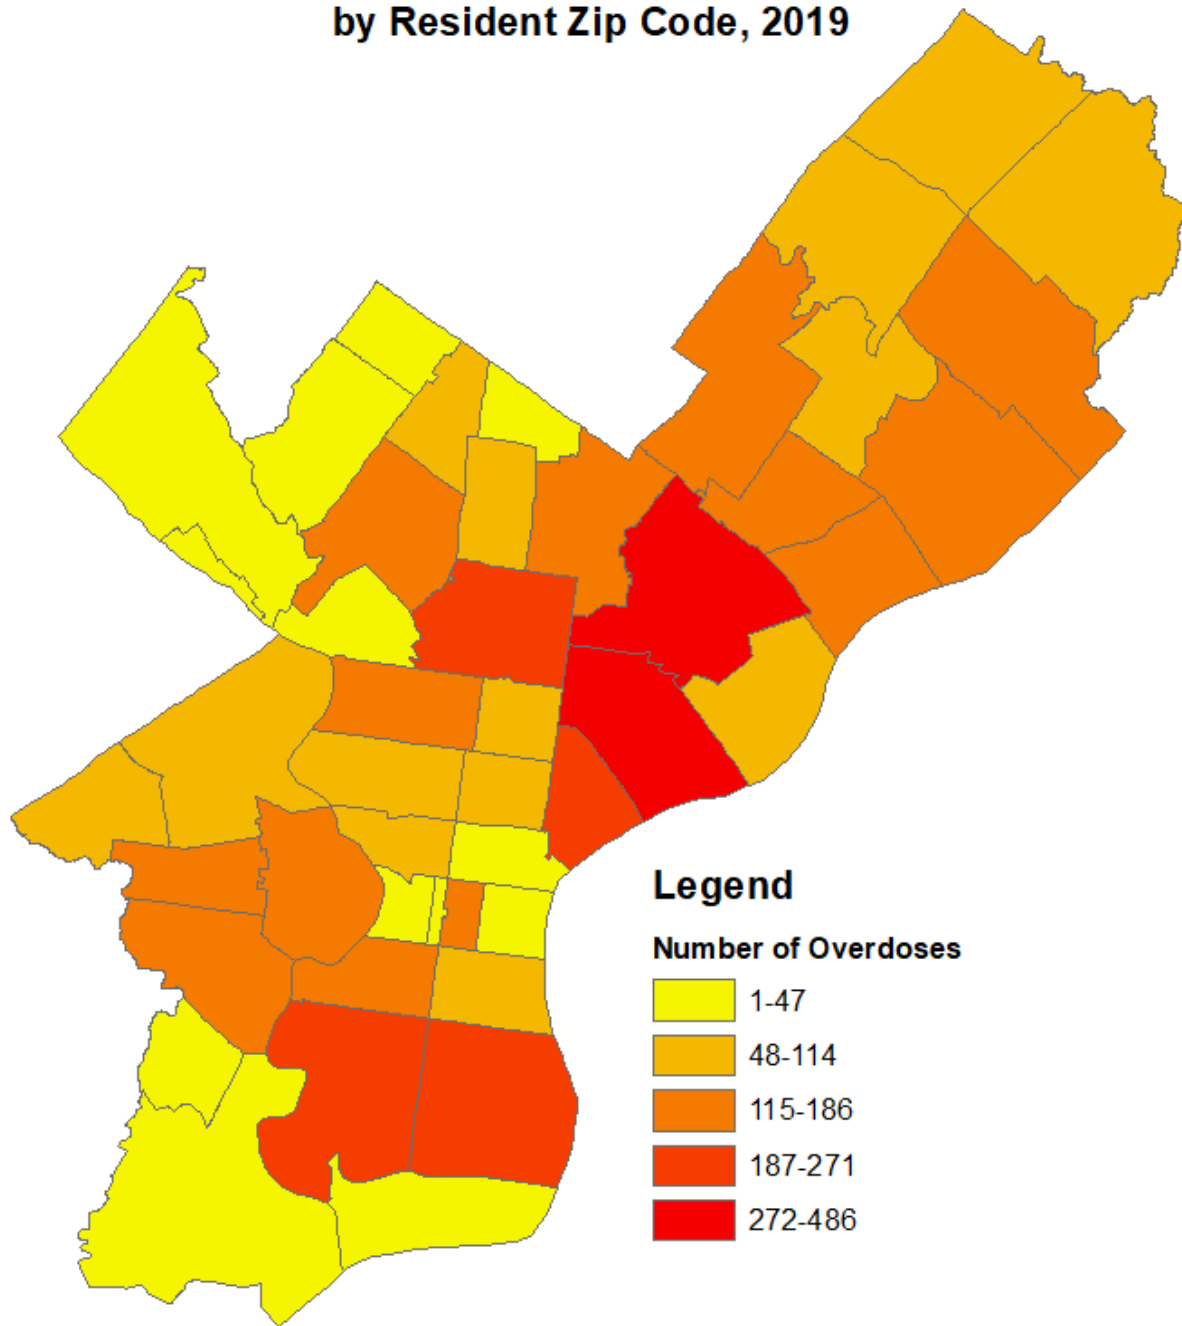 by Resident Zip Code, 2019
Legend
Number of Overdoses
1-47
48-114
115-186
187-271
272-486